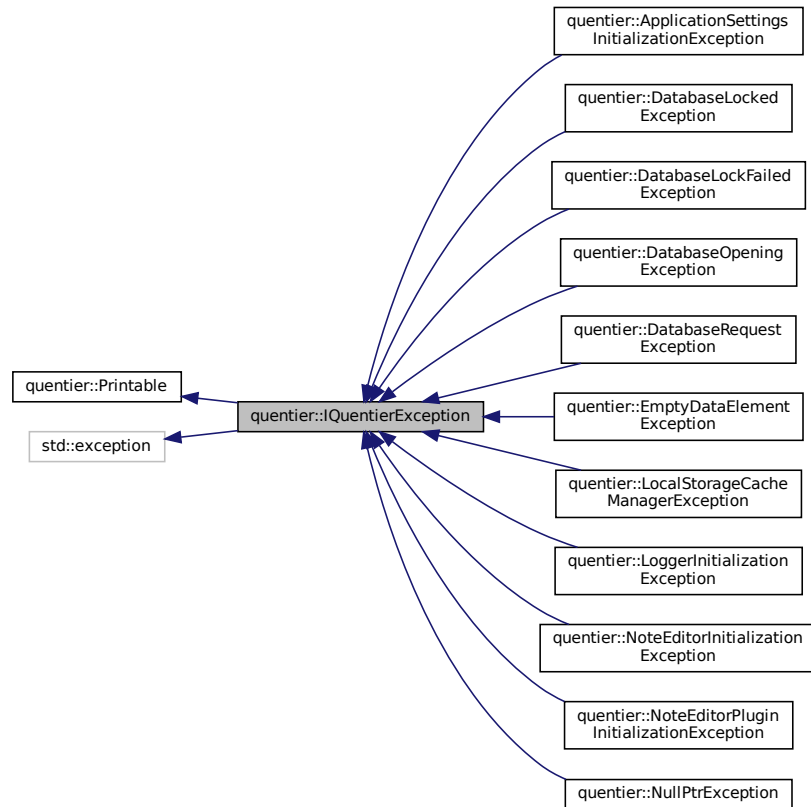 quentier::ApplicationSettings
InitializationException
quentier::DatabaseLocked
Exception
quentier::DatabaseLockFailed
Exception
quentier::DatabaseOpening
Exception
quentier::DatabaseRequest
Exception
quentier::Printable
quentier::IQuentierException
std::exception
quentier::EmptyDataElement
Exception
quentier::LocalStorageCache
ManagerException
quentier::LoggerInitialization
Exception
quentier::NoteEditorInitialization
Exception
quentier::NoteEditorPlugin
InitializationException
quentier::NullPtrException